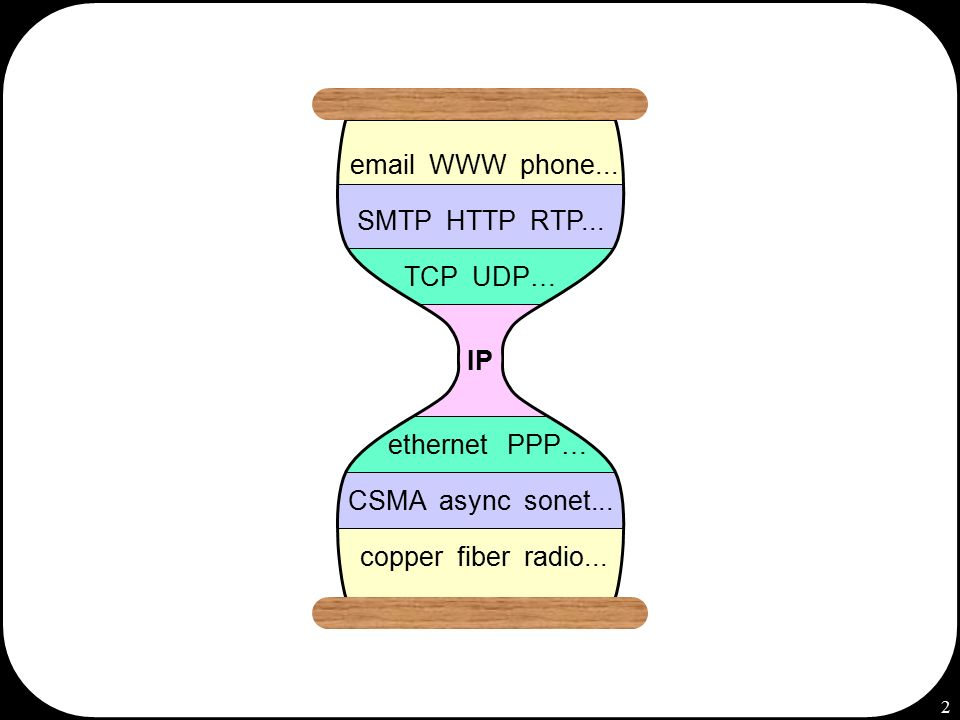 email WWW phone...
SMTP HTTP RTP...
TCP UDP…
IP
ethernet PPP…
CSMA async sonet...
copper fiber radio...
2